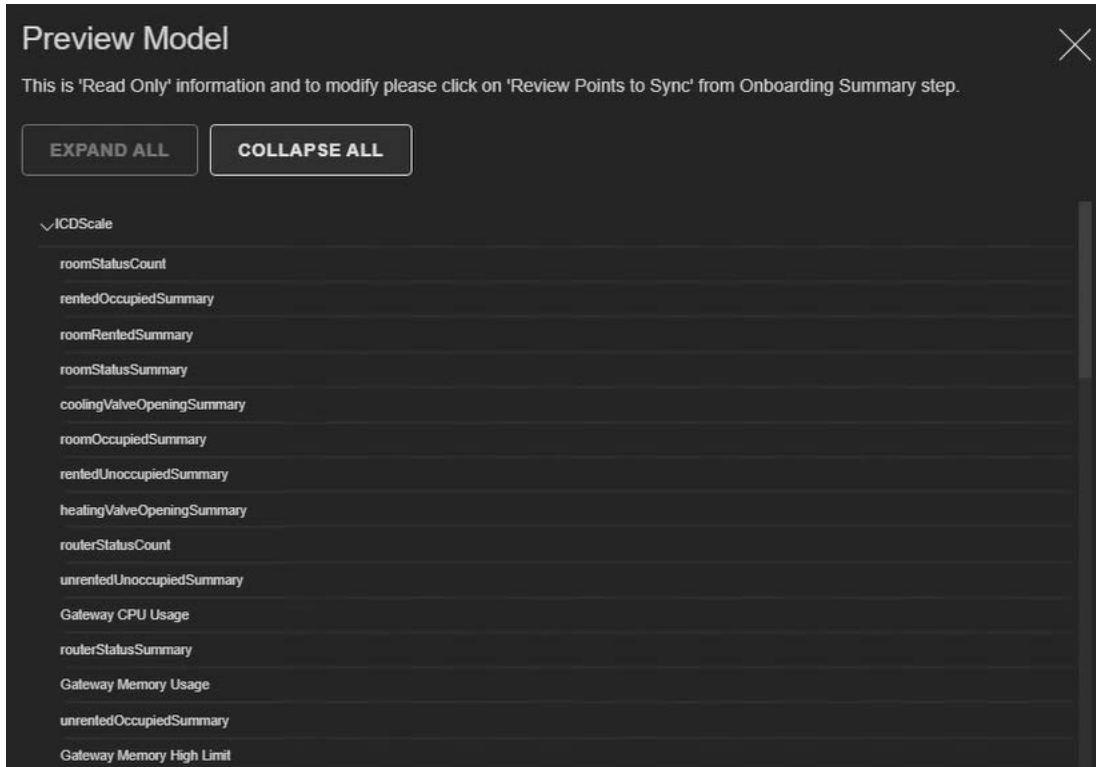 Preview Model
This is 'Read Only' information and to modify please click on 'Review Points to Sync' from Onboarding Summary step.
EXPAND ALL COLLAPSE ALL
ICDScale
roomStatusCount
rentedOccupiedSummary
roomRentedSummary
roomStatusSummary
coolingValveOpeningSummary
roomOccupiedSummary
rentedUnoccupiedSummary
heatingValveOpeningSummary
routerStatusCount
unrentedUnoccupiedSummary
Gateway CPU Usage
routerStatusSummary
Gateway Memory Usage
unrentedOccupiedSummary
Gateway Memory High Limit